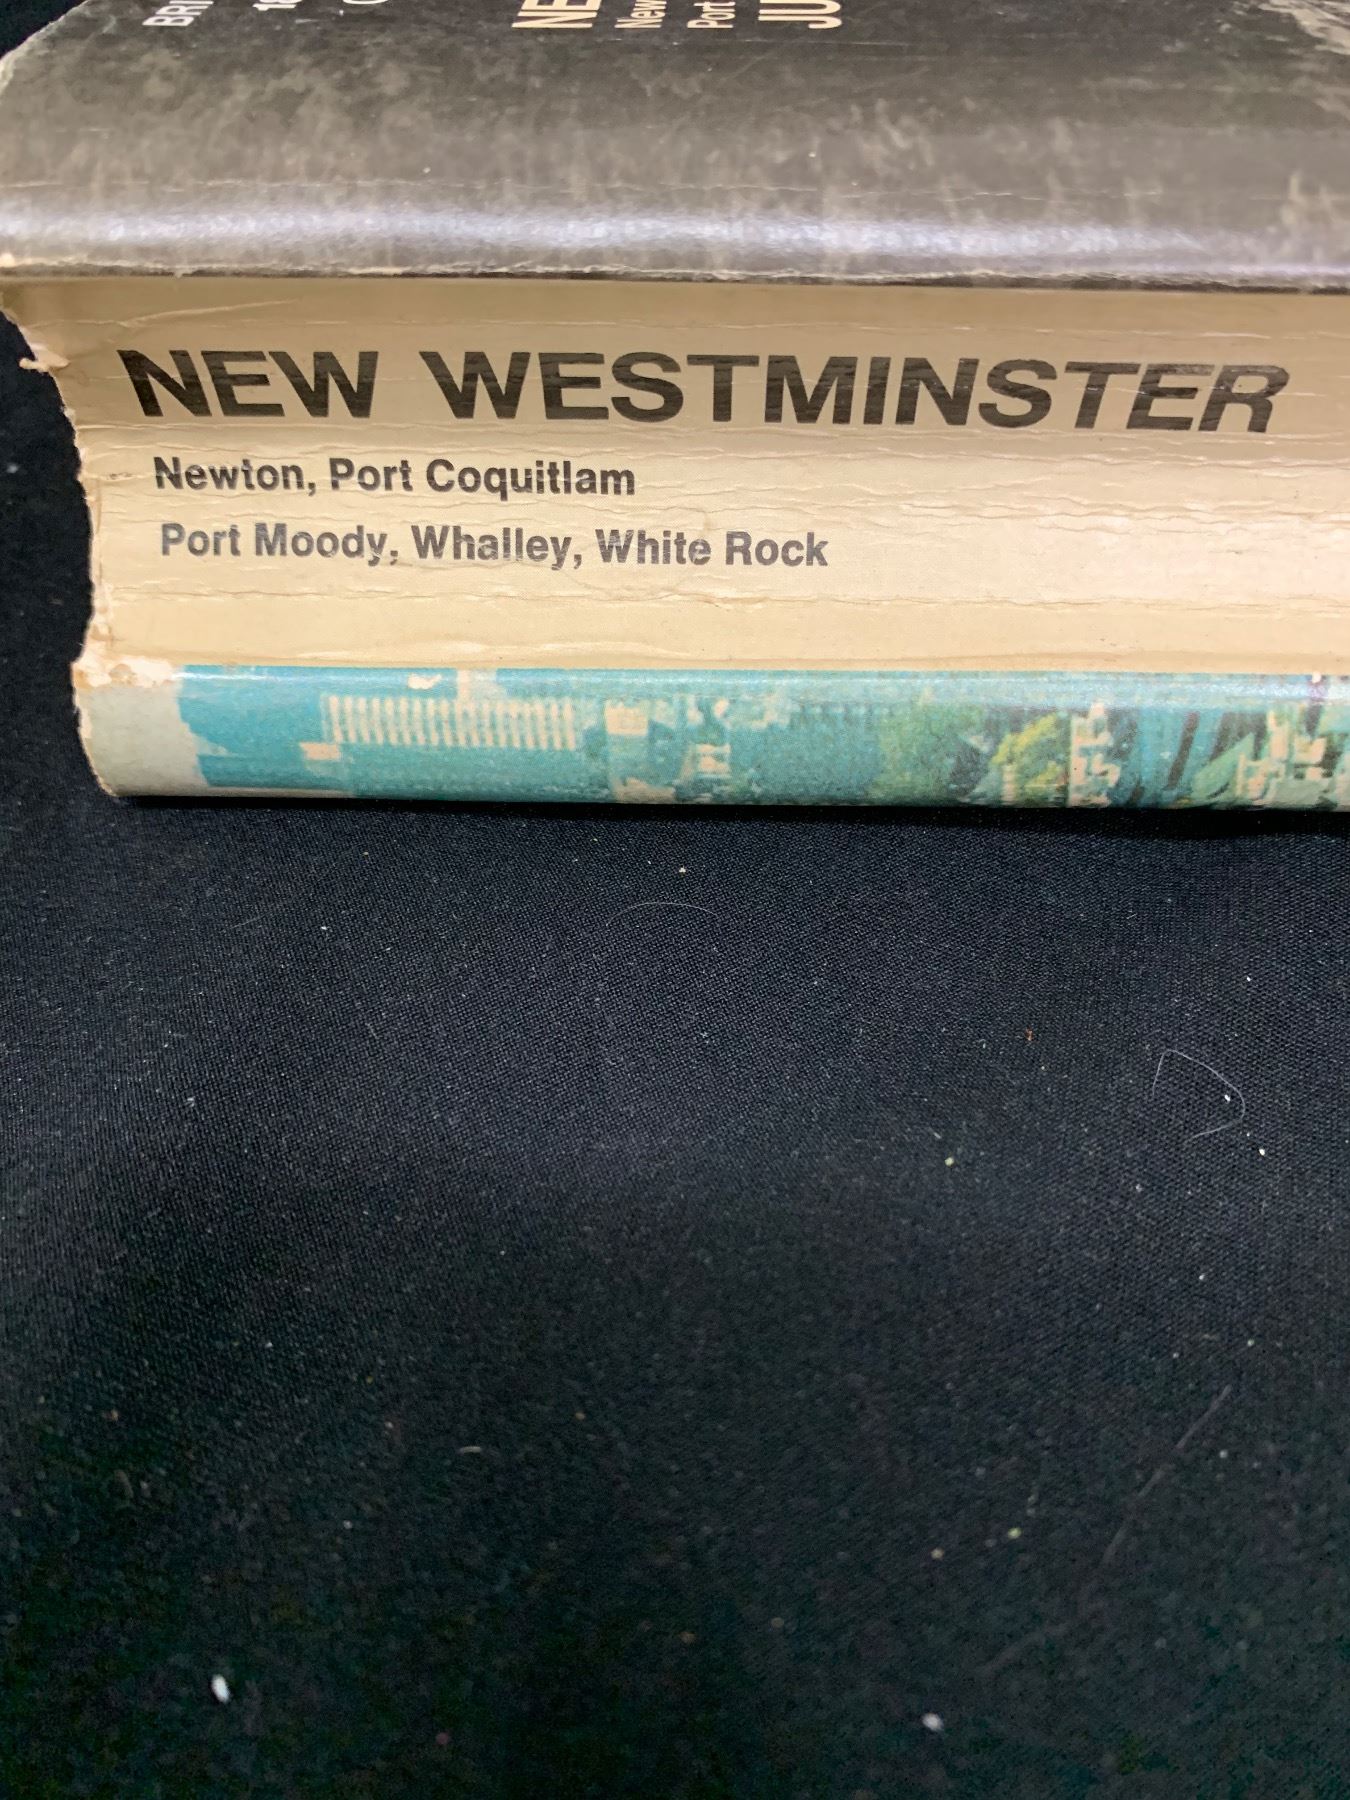 NEW WESTMINSTER
Newton, Port Coquitlam
Port Moody, Whalley, White Rock